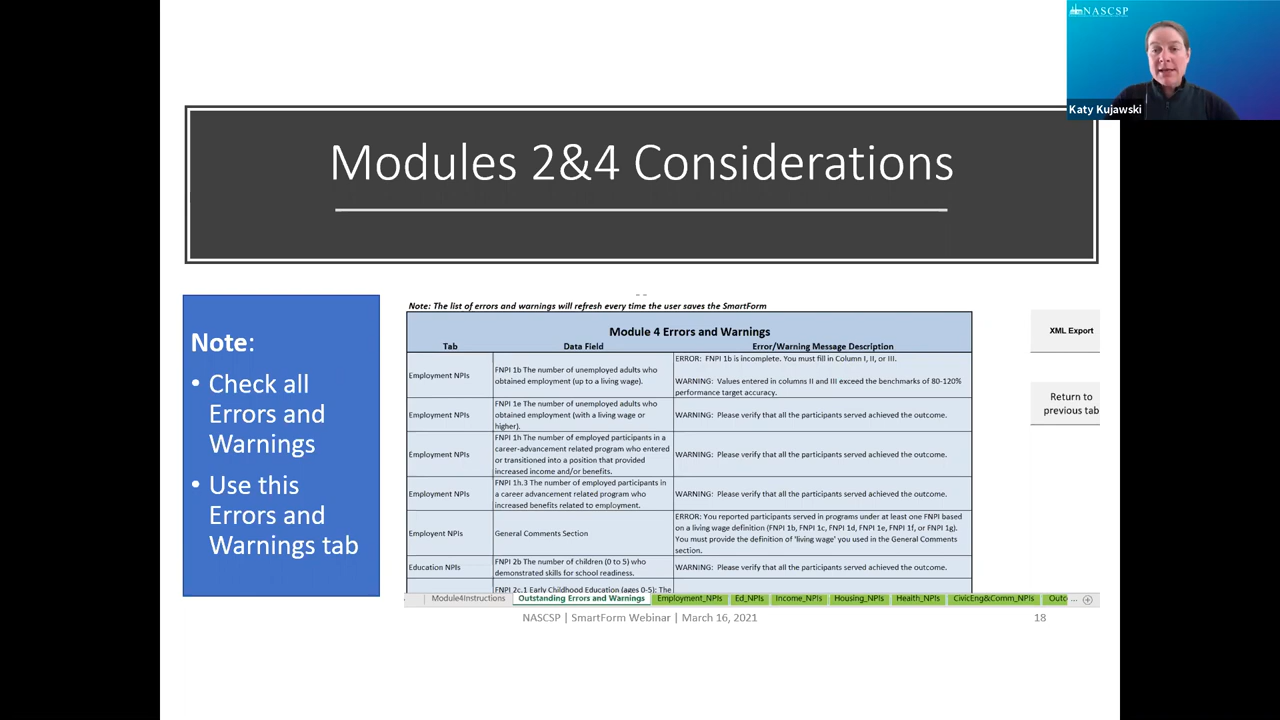 NASCSP
Katy Kujawski
Modules 2&4 Considerations
Note:
• Check all
Errors and
Warnings
• Use this
Errors and
Warnings tab
Note: The list of errors and warnings will refresh every time the user saves the SmartForm
Module 4 Errors and Warnings
Tab Data Field Error/Warning Message Description
Employment NPIs
FNPI 1b The number of unemployed adults who
obtained employment (up to a living wage).
ERROR: FNPI 1b is incomplete. You must fill in Column I, II, or III.
WARNING: Values entered in columns II and III exceed the benchmarks of 80-120%
performance target accuracy.
Employment NPIs
FNPI 1e The number of unemployed adults who
obtained employment (with a living wage or
higher).
WARNING: Please verify that all the participants served achieved the outcome.
Employment NPIs
FNPI 1h The number of employed participants in a
career-advancement related program who entered
or transitioned into a position that provided
increased income and/or benefits.
WARNING: Please verify that all the participants served achieved the outcome.
Employment NPIs
FNPI 1h.3 The number of employed participants in
a career advancement related program who
increased benefits related to employment.
WARNING: Please verify that all the participants served achieved the outcome.
Employent NPIs
General Comments Section
ERROR: You reported participants served in programs under at least one FNPI based
on a living wage definition (FNPI 1b, FNPI 1c, FNPI 1d, FNPI 1e, FNPI 1f, or FNPI 1g).
You must provide the definition of 'living wage' you used in the General Comments
section.
Education NPIs
FNPI 2b The number of children (0 to 5) who
demonstrated skills for school readiness.
WARNING: Please verify that all the participants served achieved the outcome.
FNPI 2c.1 Early Childhood Education (ages 0-5): The
XML Export
Return to
previous tab
Module4Instructions Outstanding Errors and Warnings Employment_NPIs Ed_NPIs Income_NPIs Housing_NPIs Health_NPIs CivicEng&Comm_NPIs Outc ...
NASCSP | SmartForm Webinar | March 16, 2021 18